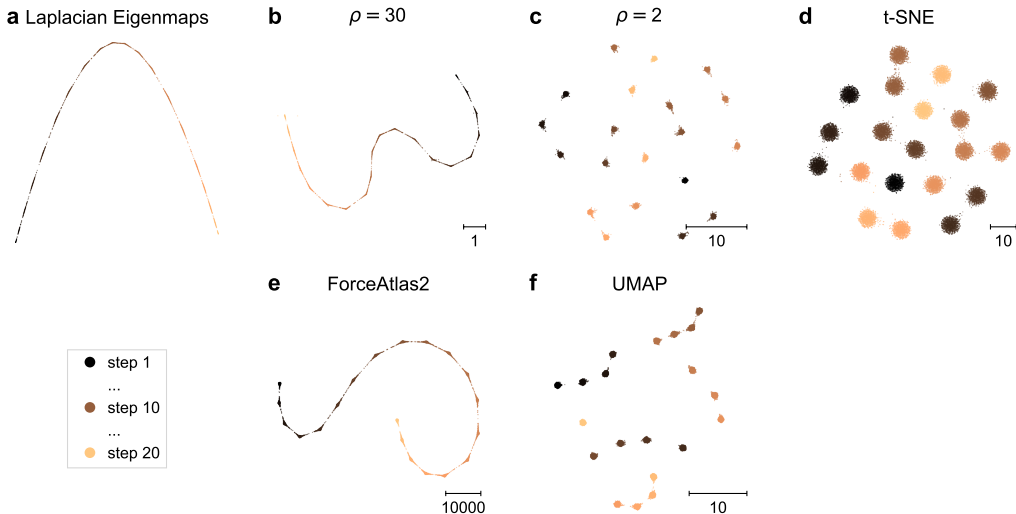 a Laplacian Eigenmaps
b ρ = 30
c ρ = 2
d t-SNE
1
10
10
e ForceAtlas2
f UMAP
step 1
...
step 10
...
step 20
10000
10